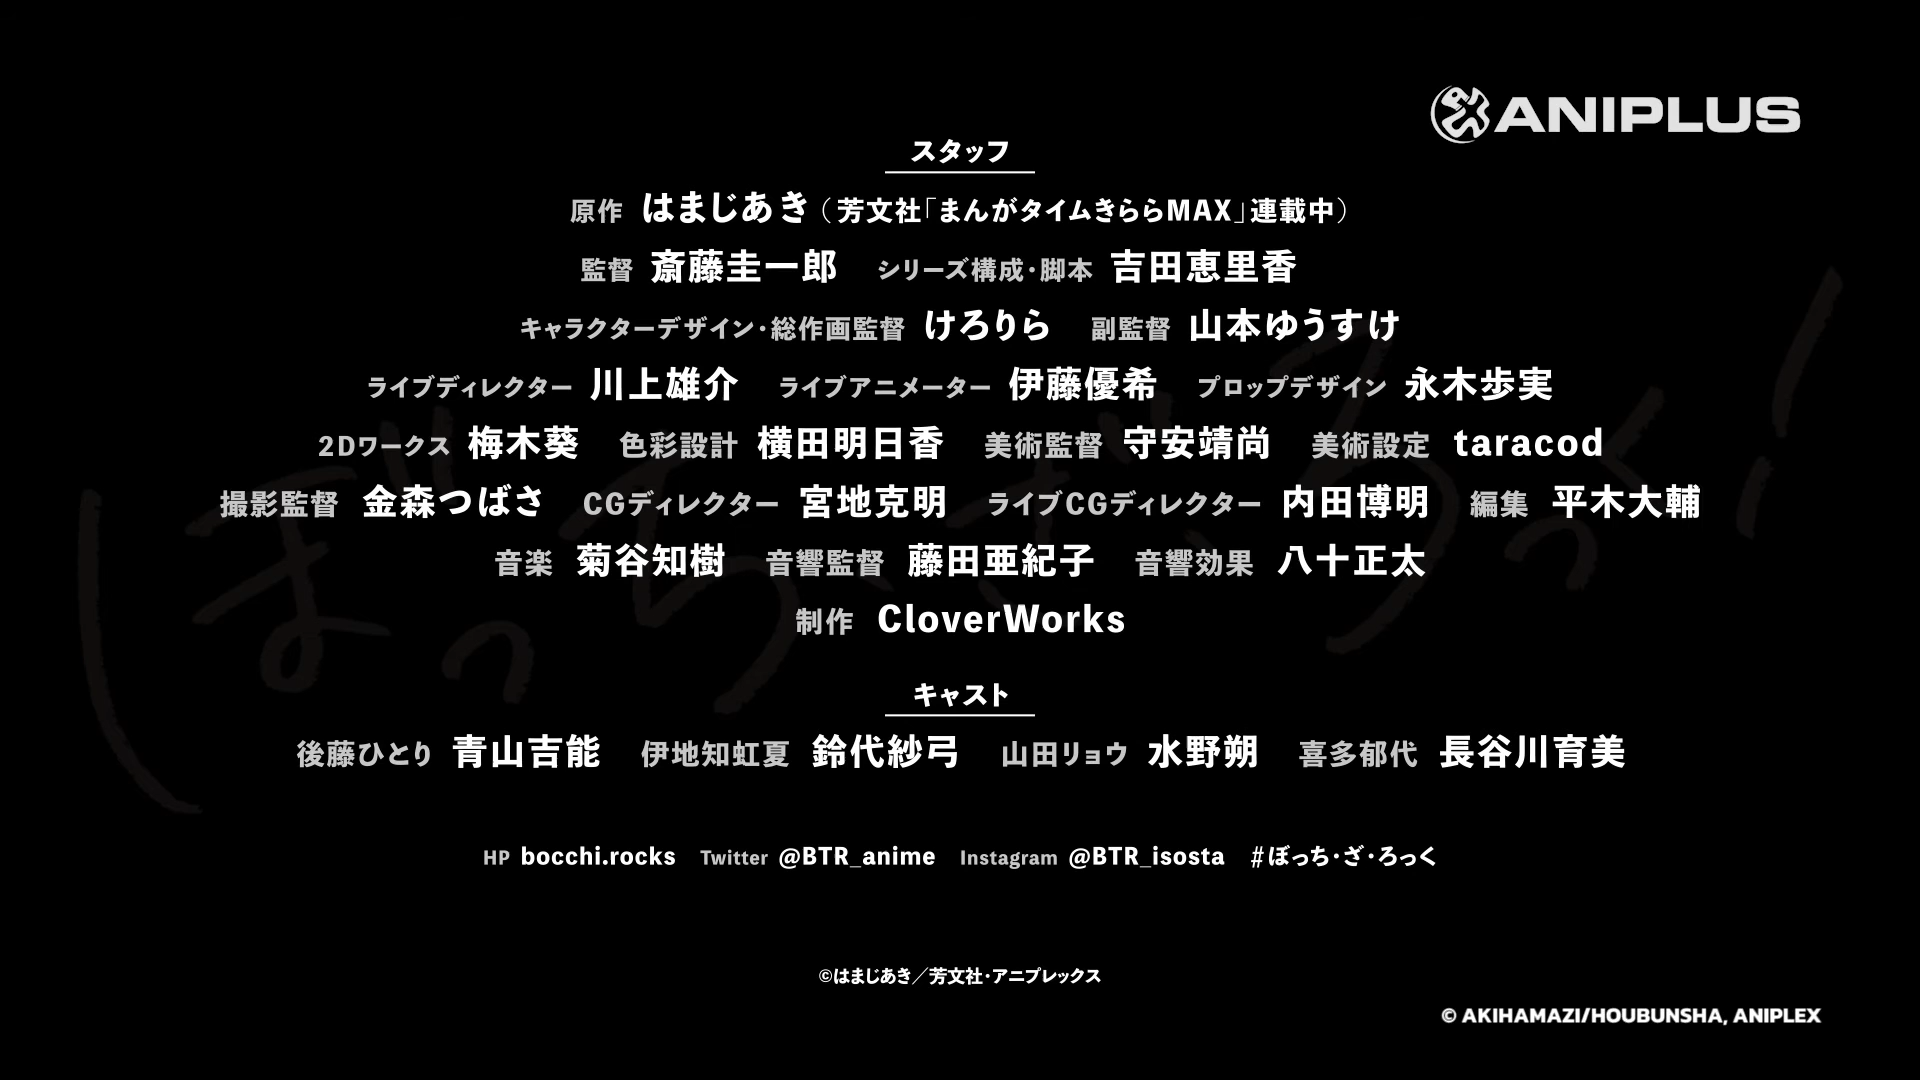 ANIPLUS
スタッフ
原作 はまじあき（芳文社「まんがタイムきららMAX」連載中）
監督 斎藤圭一郎 シリーズ構成・脚本 吉田恵里香
キャラクターデザイン・総作画監督 けろりら 副監督 山本ゆうすけ
ライブディレクター 川上雄介 ライブアニメーター 伊藤優希 プロップデザイン 永木歩実
2Dワークス 梅木葵 色彩設計 横田明日香 美術監督 守安靖尚 美術設定 taracod
撮影監督 金森つばさ CGディレクター 宮地克明 ライブCGディレクター 内田博明 編集 平木大輔
音楽 菊谷知樹 音響監督 藤田亜紀子 音響効果 八十正太
制作 CloverWorks
キャスト
後藤ひとり 青山吉能 伊地知虹夏 鈴代紗弓 山田リョウ 水野朔 喜多郁代 長谷川育美
HP bocchi.rocks Twitter @BTR_anime Instagram @BTR_isosta #ぼっち・ざ・ろっく
©はまじあき／芳文社・アニプレックス
© AKIHAMAZI/HOUBUNSHA, ANIPLEX
ぼっち・ざ・ろっく！